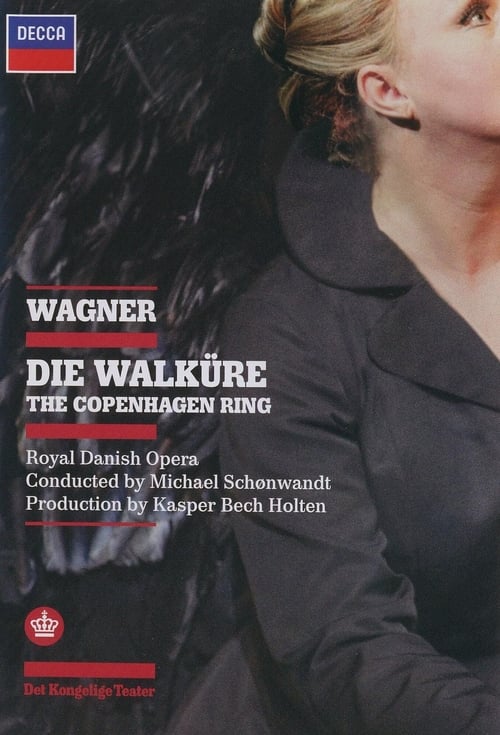 DECCA
WAGNER
DIE WALKÜRE
THE COPENHAGEN RING
Royal Danish Opera
Conducted by Michael Schønwandt
Production by Kasper Bech Holten
Det Kongelige Teater